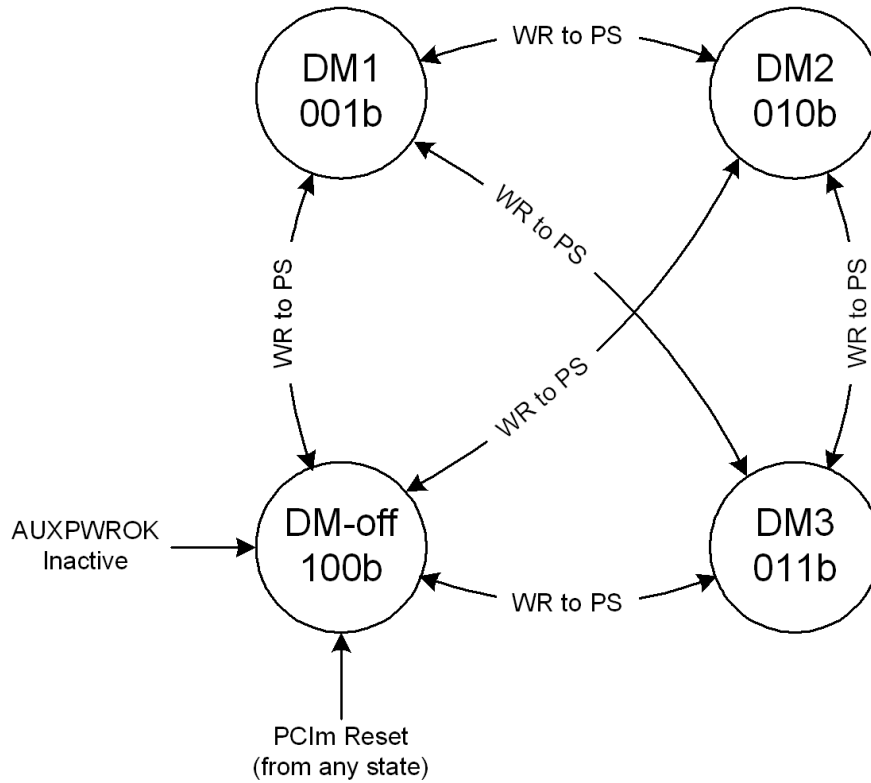 WR to PS
DM1
001b
DM2
010b
WR to PS
WR to PS
WR to PS
WR to PS
AUXPWROK
Inactive
DM-off
100b
DM3
011b
WR to PS
PCIm Reset
(from any state)